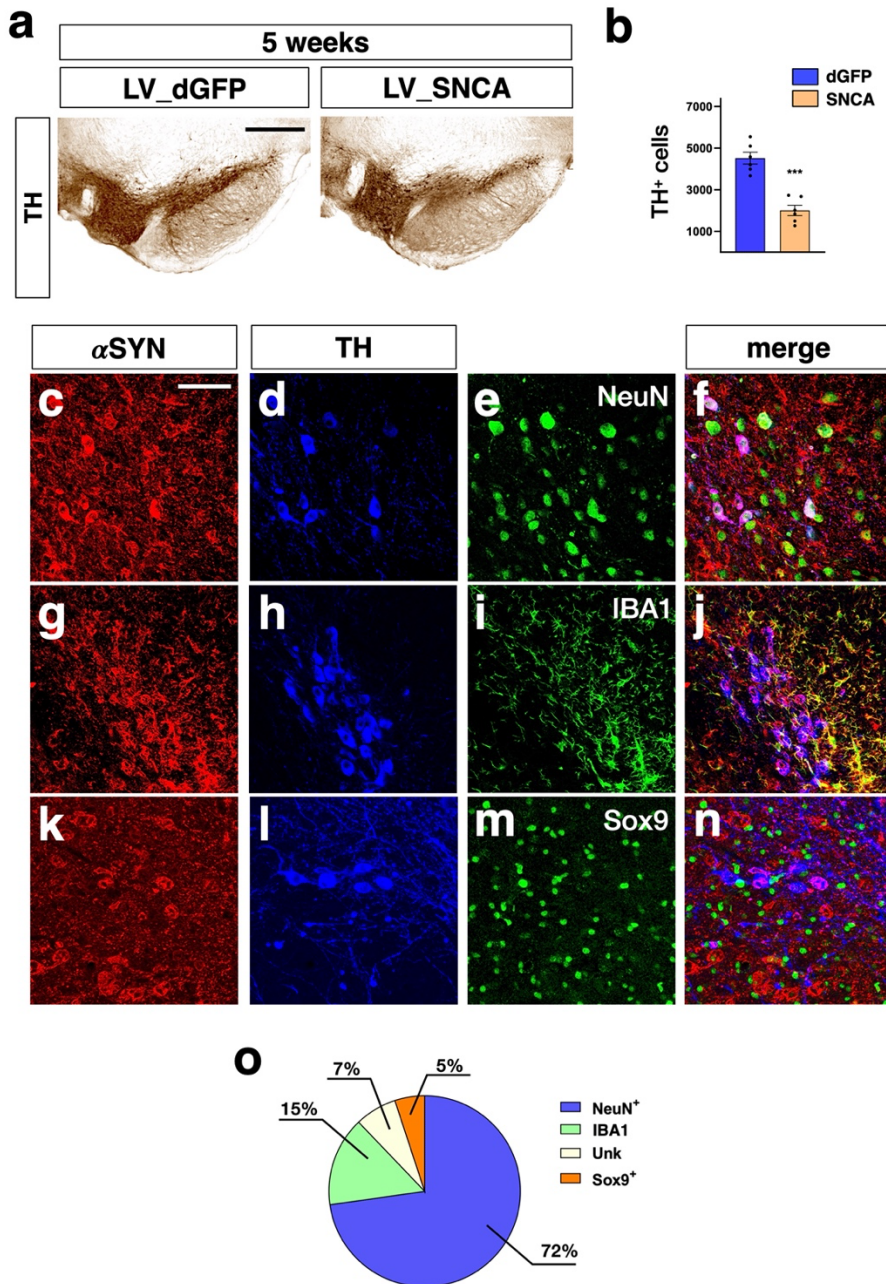 a
5 weeks
LV_dGFP
LV_SNCA
TH
b
dGFP
SNCA
TH⁺ cells
7000
5000
3000
1000
***
αSYN
TH
merge
c
d
e
NeuN
f
g
h
i
IBA1
j
k
l
m
Sox9
n
o
7%
5%
15%
72%
NeuN⁺
IBA1
Unk
Sox9⁺